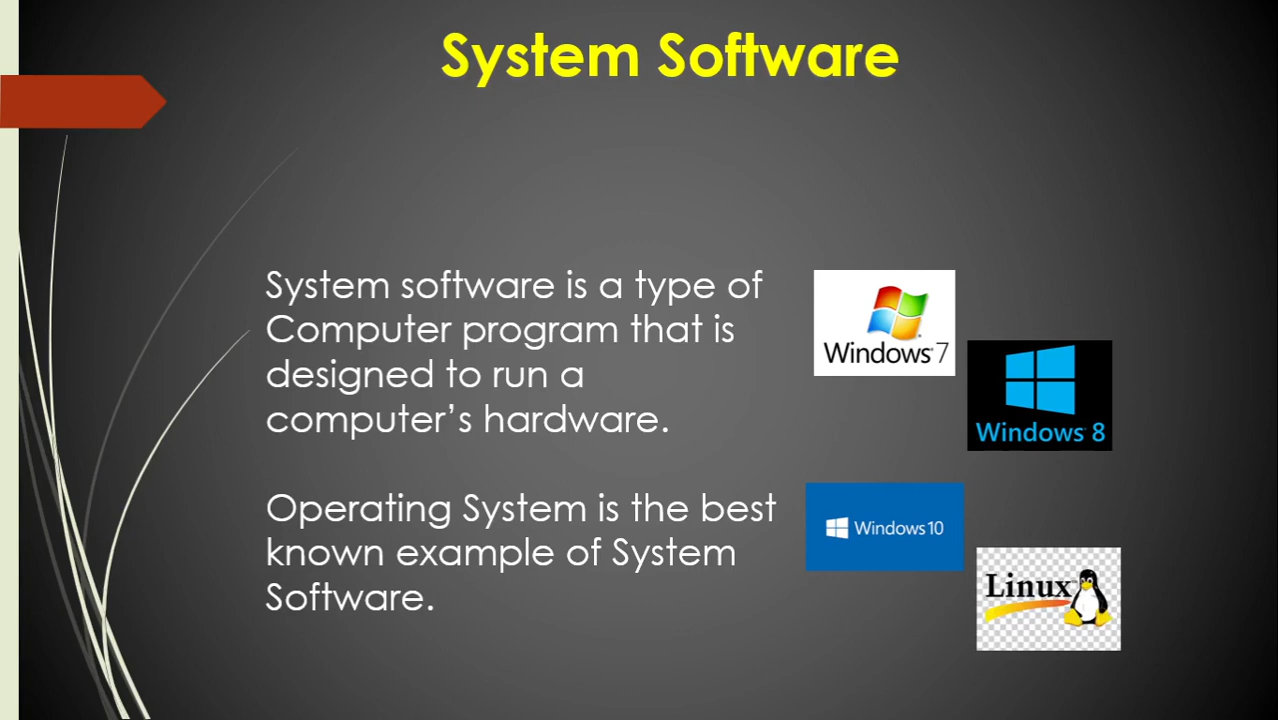 System Software
System software is a type of
Computer program that is
designed to run a
computer’s hardware.
Operating System is the best
known example of System
Software.
Windows 7
Windows 8
Windows 10
Linux